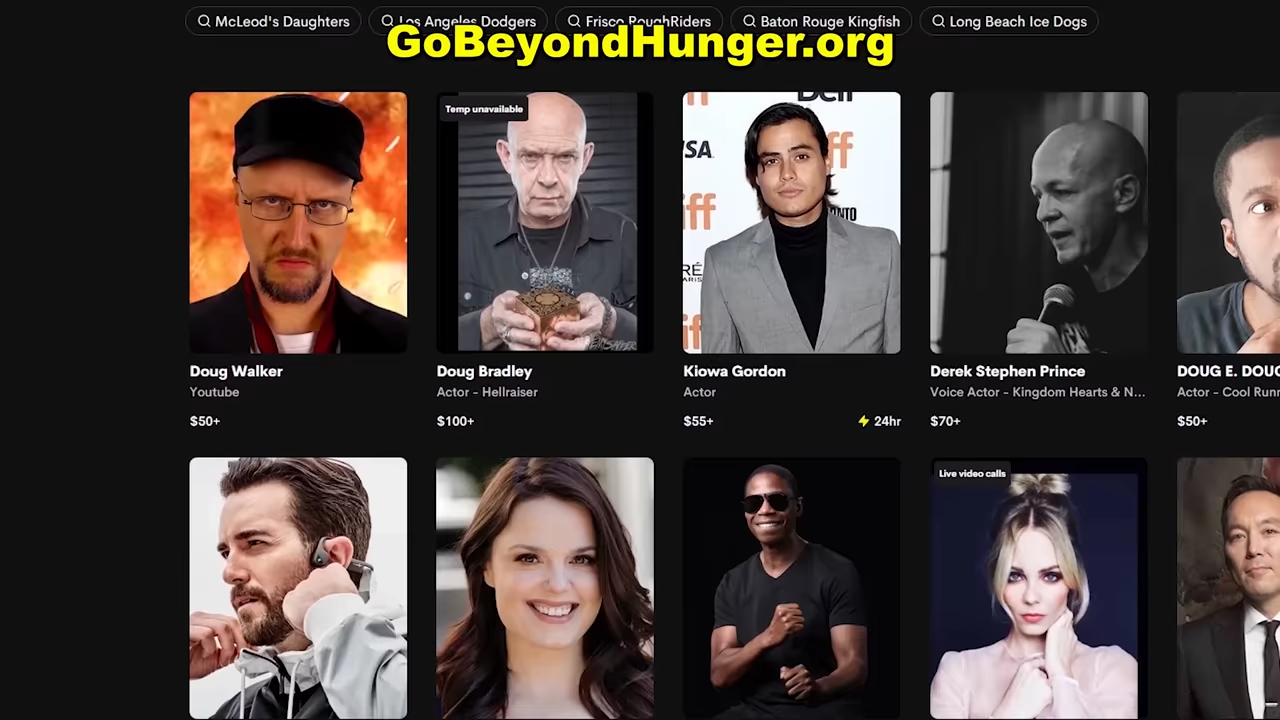 McLeod's Daughters
Los Angeles Dodgers
Frisco RoughRiders
Baton Rouge Kingfish
Long Beach Ice Dogs
GoBeyondHunger.org
Temp unavailable
Doug Walker
Youtube
$50+
Doug Bradley
Actor - Hellraiser
$100+
Kiowa Gordon
Actor
$55+
24hr
Derek Stephen Prince
Voice Actor - Kingdom Hearts & N...
$70+
DOUG E. DOUG
Actor - Cool Runn
$50+
Live video calls